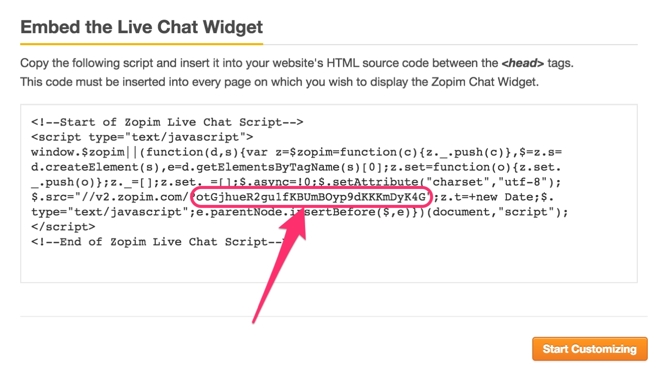 Embed the Live Chat Widget
Copy the following script and insert it into your website's HTML source code between the <head> tags.
This code must be inserted into every page on which you wish to display the Zopim Chat Widget.
<!--Start of Zopim Live Chat Script-->
<script type="text/javascript">
window.$zopim||(function(d,s){var z=$zopim=function(c){z._.push(c)},$=z.s=
d.createElement(s),e=d.getElementsByTagName(s)[0];z.set=function(o){z.set.
_.push(o)};z._=[];z.set._=[];$.async=!0;$.setAttribute("charset","utf-8");
$.src="//v2.zopim.com/?otGjhueR2gu1fKBUmBOyp9dKKKmDyK4G";z.t=+new Date;$.
type="text/javascript";e.parentNode.insertBefore($,e)})(document,"script");
</script>
<!--End of Zopim Live Chat Script-->
Start Customizing